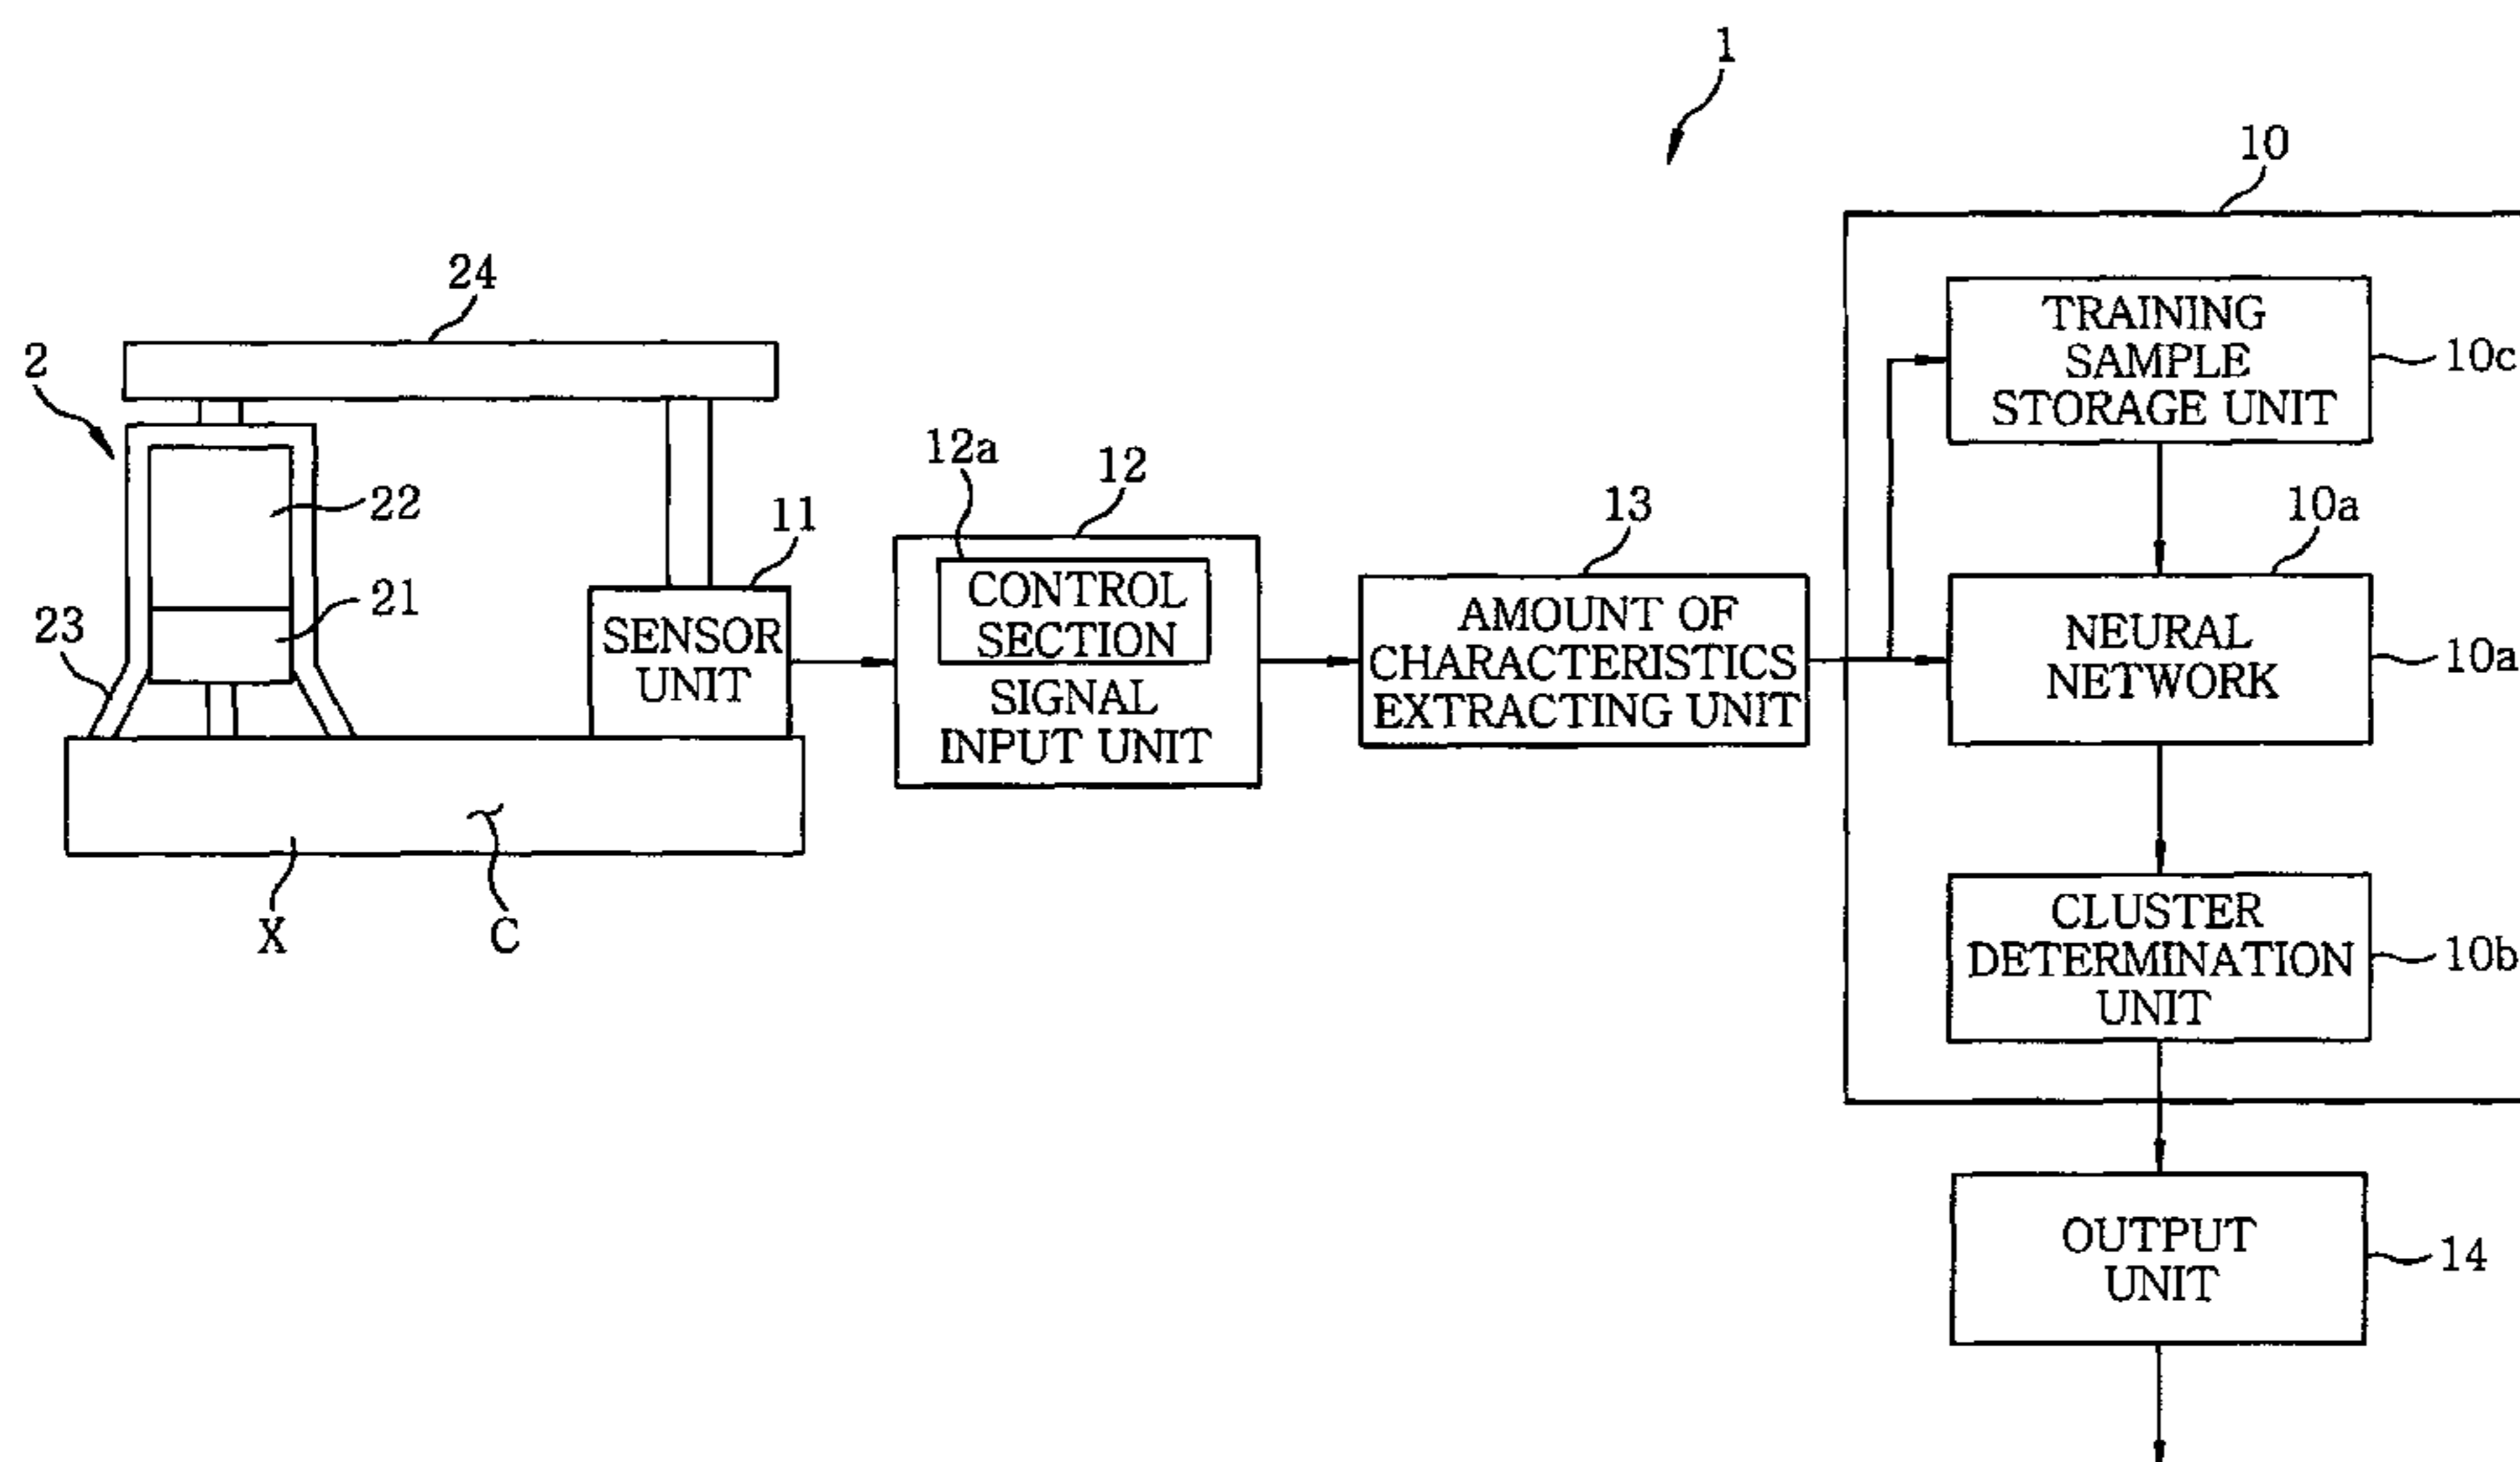 1
10
24
2
TRAINING
SAMPLE
STORAGE UNIT
10c
12a
12
22
11
13
10a
CONTROL
SECTION
SIGNAL
INPUT UNIT
21
23
SENSOR
UNIT
AMOUNT OF
CHARACTERISTICS
EXTRACTING UNIT
NEURAL
NETWORK
10a
X
C
CLUSTER
DETERMINATION
UNIT
10b
OUTPUT
UNIT
14